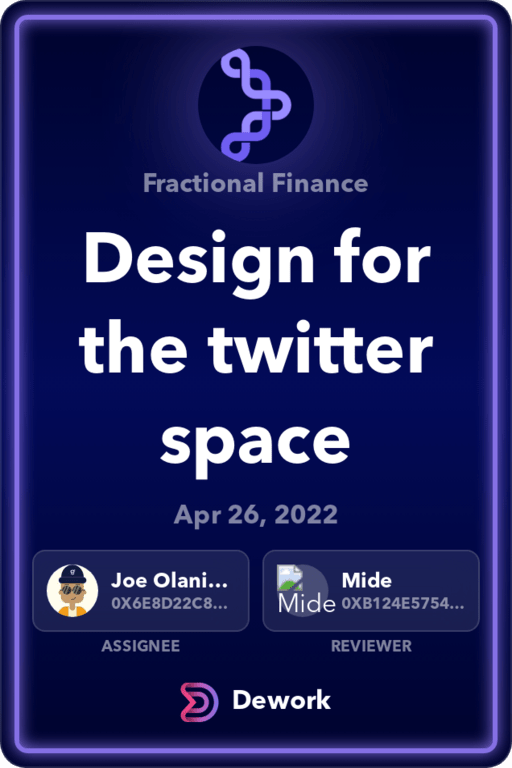 Fractional Finance
Design for
the twitter
space
Apr 26, 2022
Joe Olani...
0X6E8D22C8...
ASSIGNEE
Mide
Mide
0XB124E5754...
REVIEWER
Dework